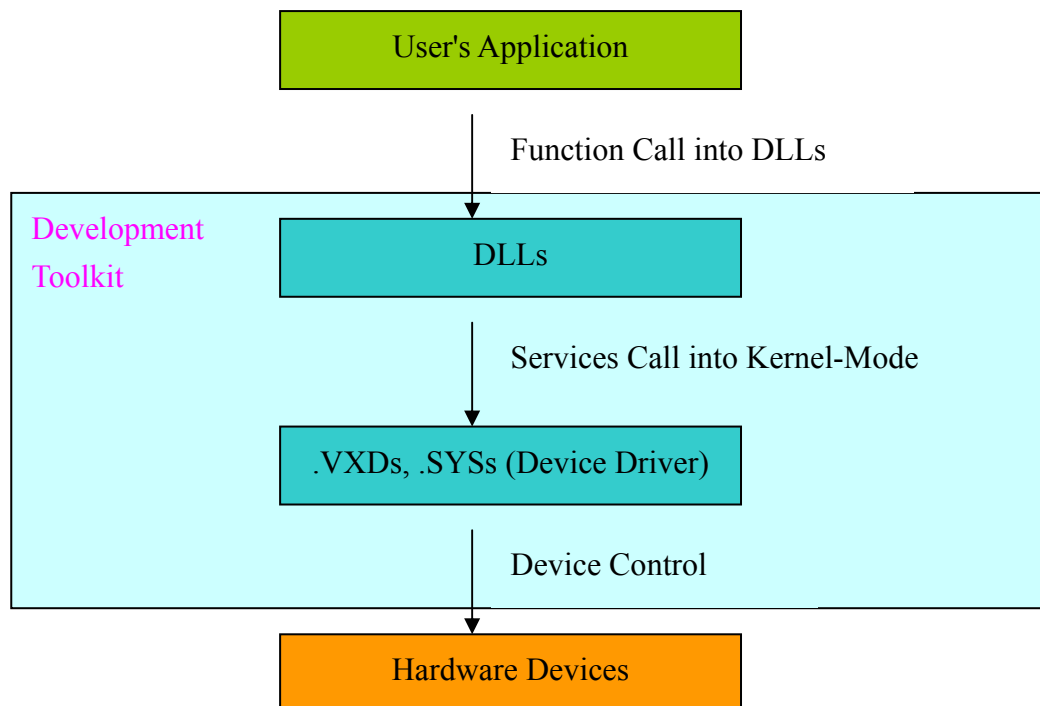 User's Application
Function Call into DLLs
Development
Toolkit
DLLs
Services Call into Kernel-Mode
.VXDs, .SYSs (Device Driver)
Device Control
Hardware Devices